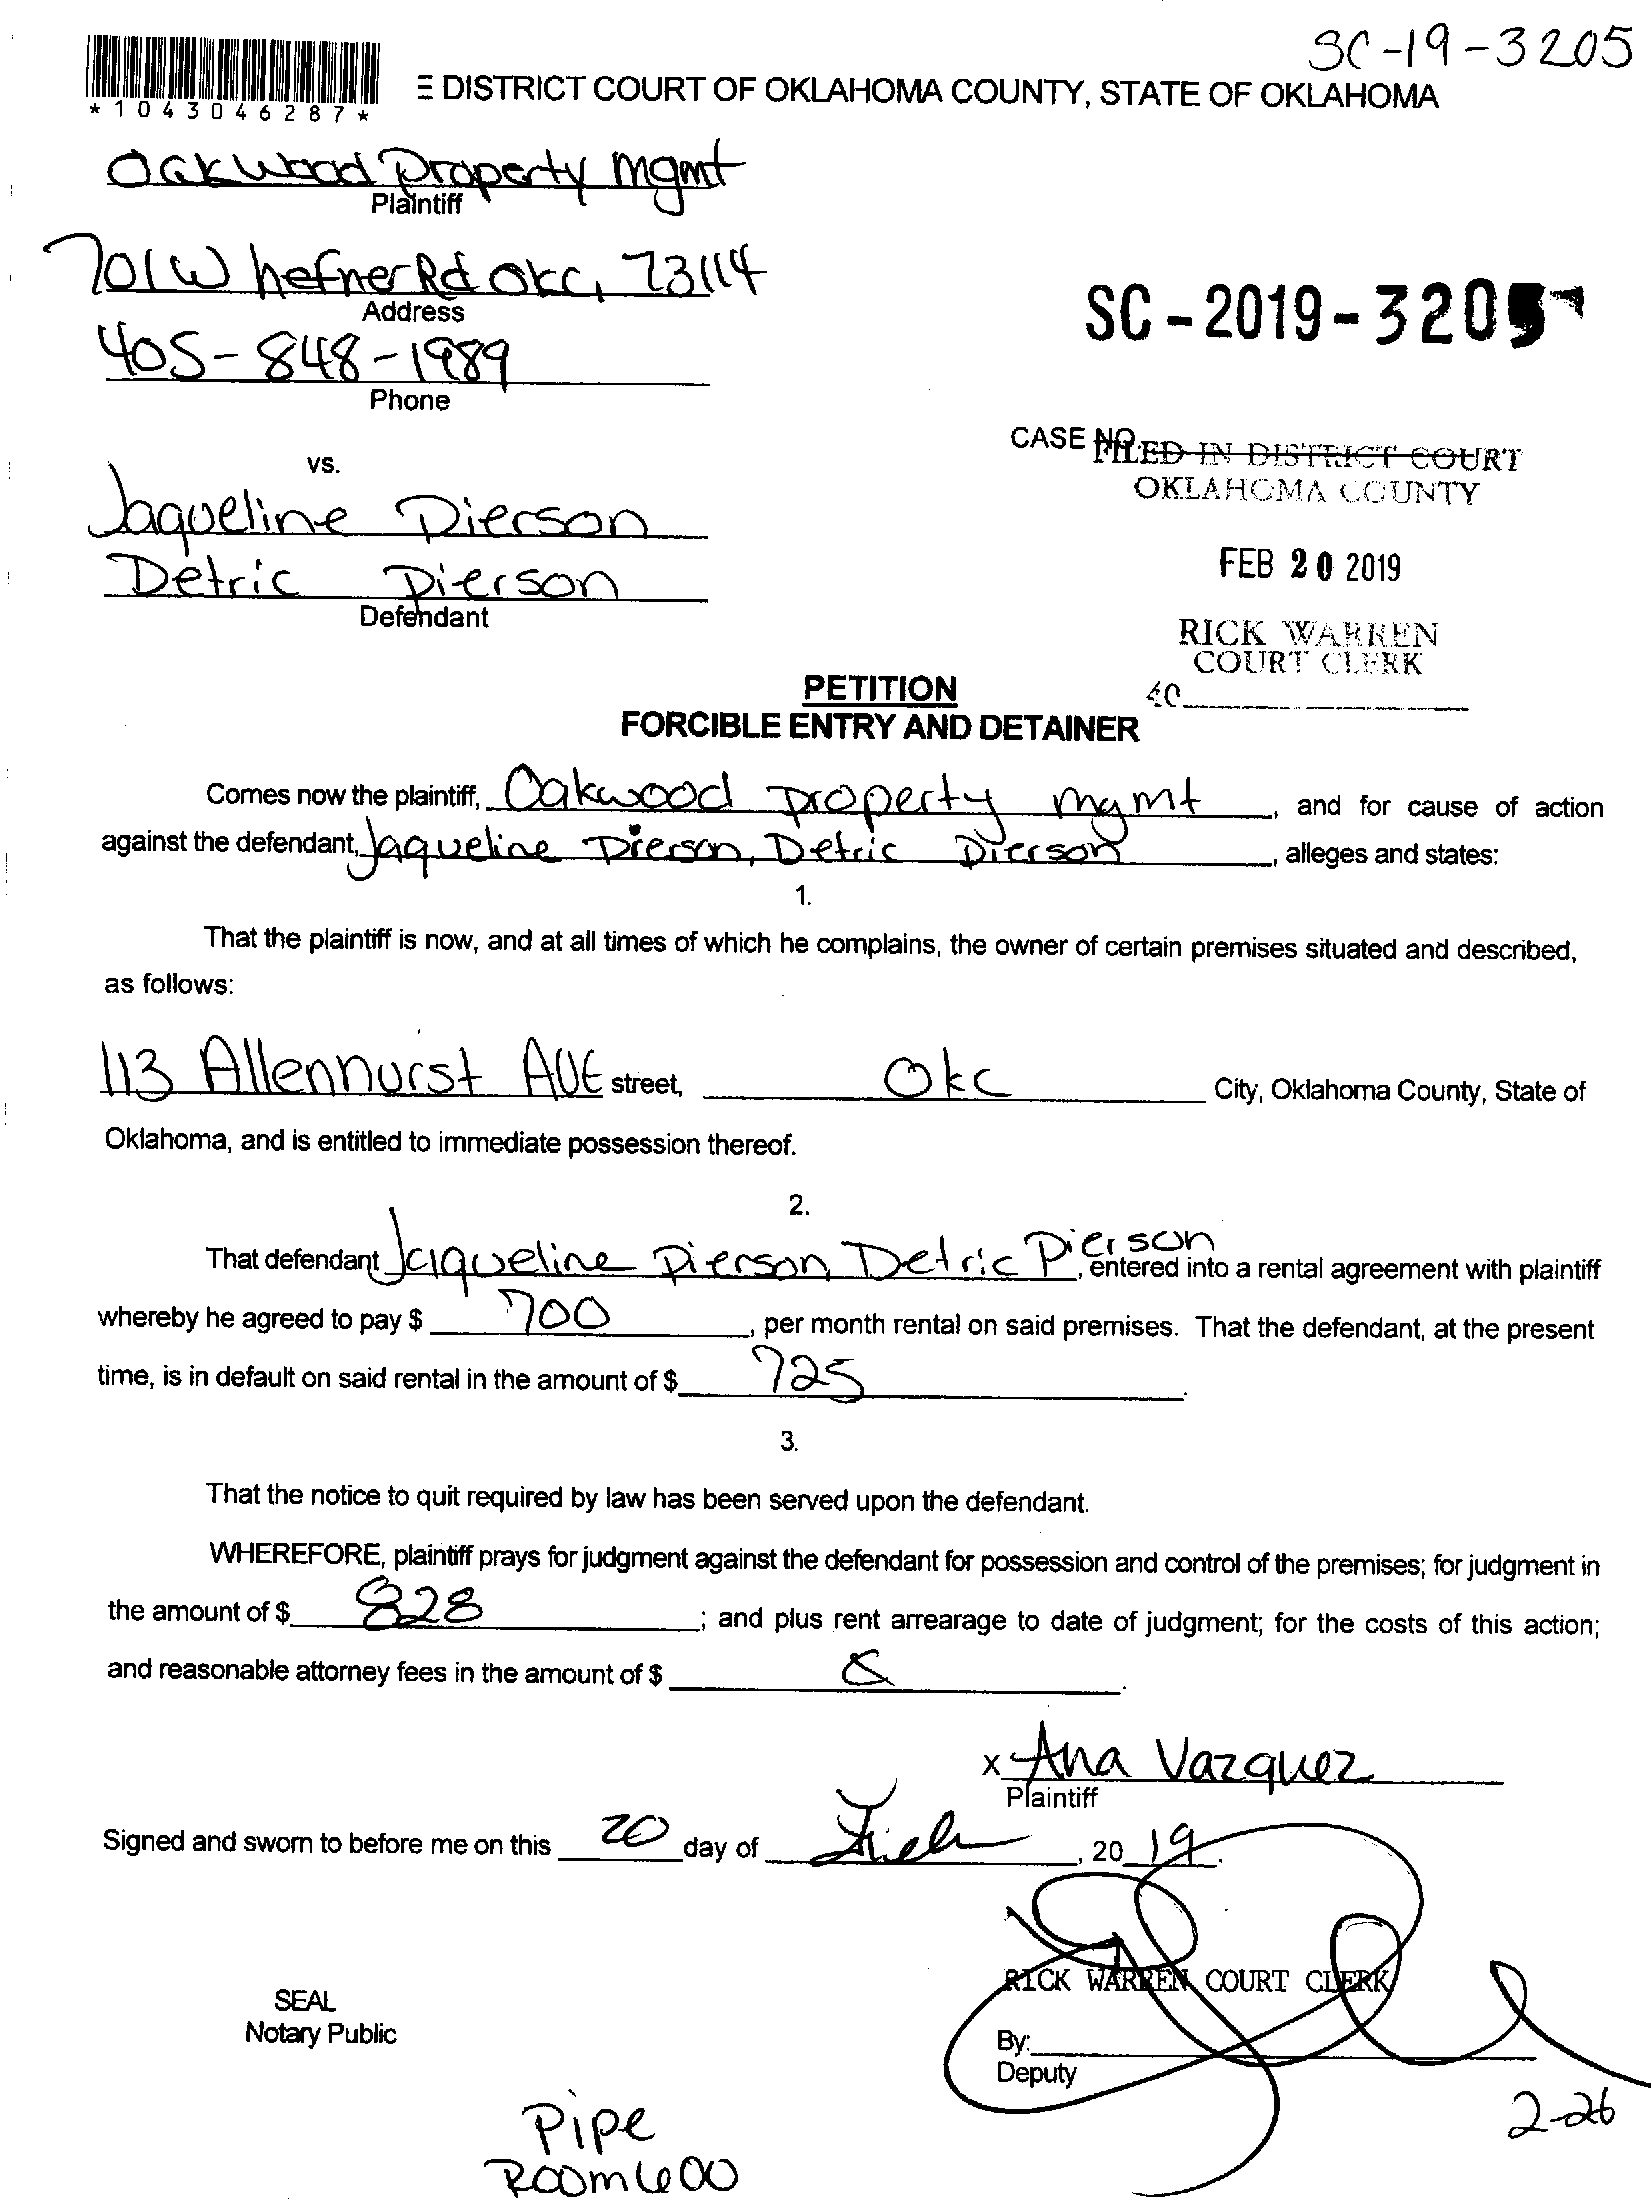 SC-19-3205
*1043046287*
E DISTRICT COURT OF OKLAHOMA COUNTY, STATE OF OKLAHOMA
Oakwood Property Mgmt
Plaintiff
701 W hefner Rd OKC, 73114
Address
SC-2019-3205
405-848-1989
Phone
CASE NO.
FILED IN DISTRICT COURT
OKLAHOMA COUNTY
vs.
Jaqueline Pierson
FEB 20 2019
Detric Pierson
Defendant
RICK WARREN
COURT CLERK
40
PETITION
FORCIBLE ENTRY AND DETAINER
Comes now the plaintiff, Oakwood property mgmt, and for cause of action
against the defendant, Jaqueline Pierson, Detric Pierson, alleges and states:
1.
That the plaintiff is now, and at all times of which he complains, the owner of certain premises situated and described,
as follows:
113 Allenhurst AVE street, OKC City, Oklahoma County, State of
Oklahoma, and is entitled to immediate possession thereof.
2.
That defendant Jaqueline Pierson, Detric Pierson, entered into a rental agreement with plaintiff
whereby he agreed to pay $ 700, per month rental on said premises. That the defendant, at the present
time, is in default on said rental in the amount of $ 725.
3.
That the notice to quit required by law has been served upon the defendant.
WHEREFORE, plaintiff prays for judgment against the defendant for possession and control of the premises; for judgment in
the amount of $ 828; and plus rent arrearage to date of judgment; for the costs of this action;
and reasonable attorney fees in the amount of $ .
x Ana Vazquez
Plaintiff
Signed and sworn to before me on this 20 day of Feb, 2019.
RICK WARREN COURT CLERK
SEAL
Notary Public
By:
Deputy
2-26
Pipe
Room 600